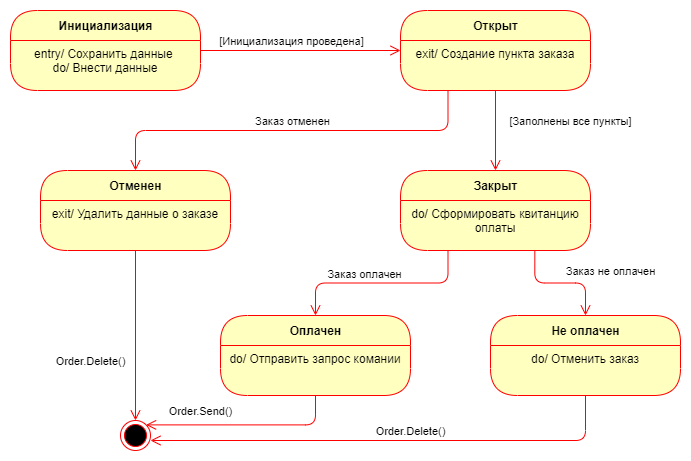 Инициализация
entry/ Сохранить данные
do/ Внести данные
[Инициализация проведена]
Открыт
exit/ Создание пункта заказа
Заказ отменен
[Заполнены все пункты]
Отменен
exit/ Удалить данные о заказе
Закрыт
do/ Сформировать квитанцию
оплаты
Заказ оплачен
Заказ не оплачен
Оплачен
do/ Отправить запрос комании
Не оплачен
do/ Отменить заказ
Order.Delete()
Order.Send()
Order.Delete()